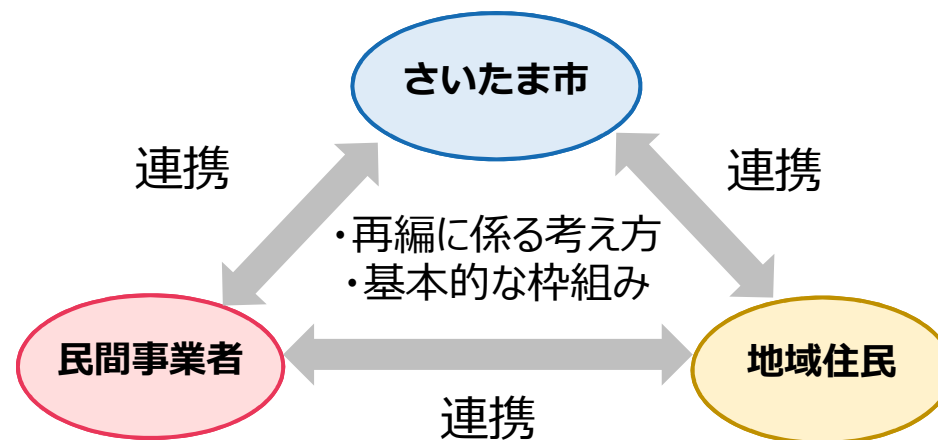 さいたま市
連携
連携
・再編に係る考え方
・基本的な枠組み
民間事業者
地域住民
連携